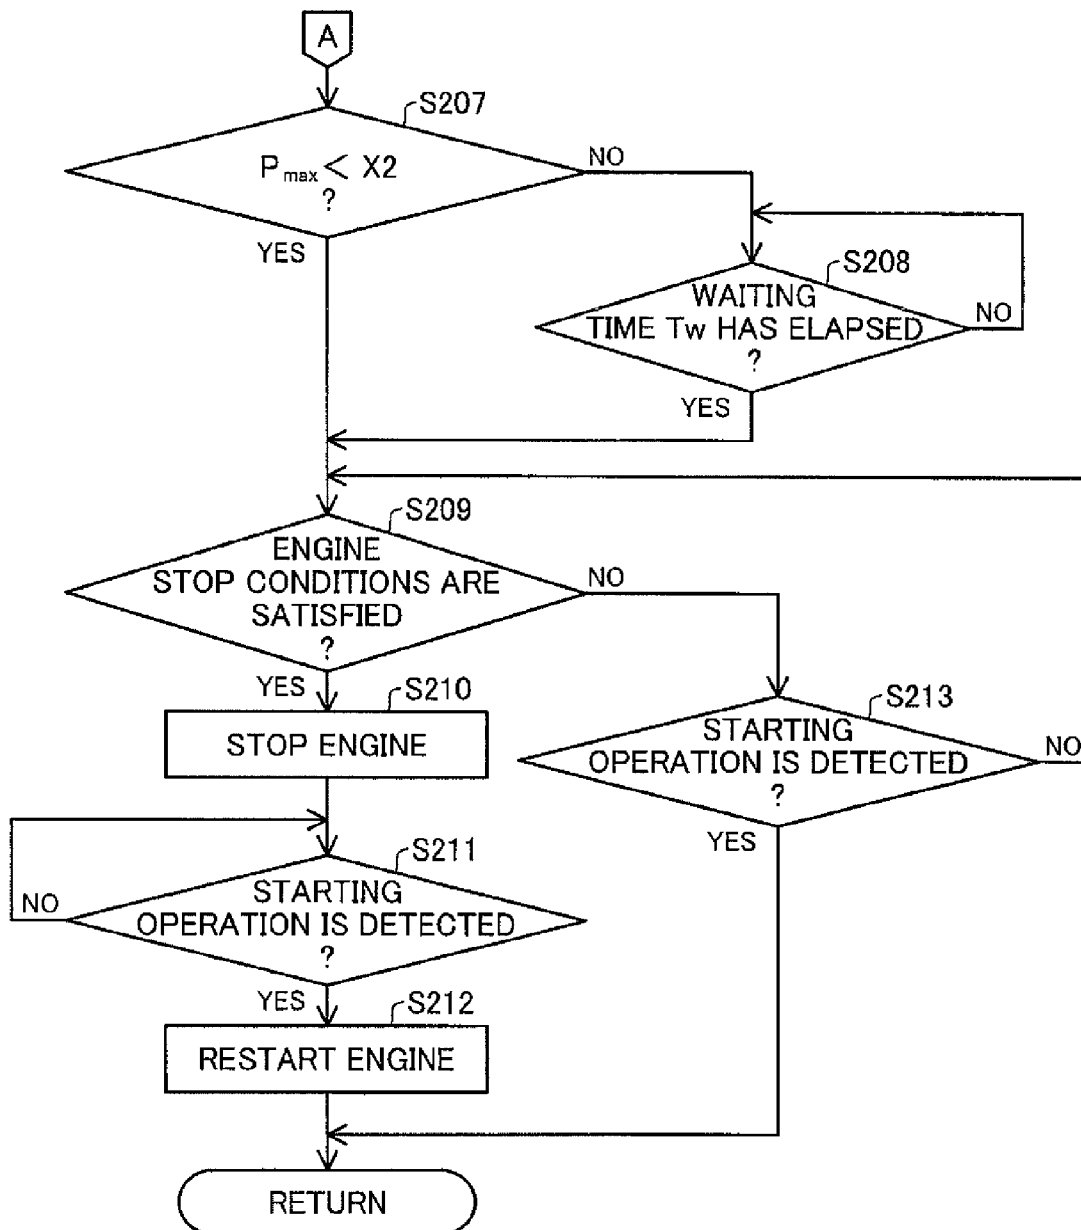 A
S207
Pmax < X2
?
NO
YES
S208
WAITING
TIME Tw HAS ELAPSED
?
NO
YES
S209
ENGINE
STOP CONDITIONS ARE
SATISFIED
?
NO
YES
S210
STOP ENGINE
S213
STARTING
OPERATION IS DETECTED
?
NO
YES
S211
STARTING
OPERATION IS DETECTED
?
NO
YES
S212
RESTART ENGINE
RETURN